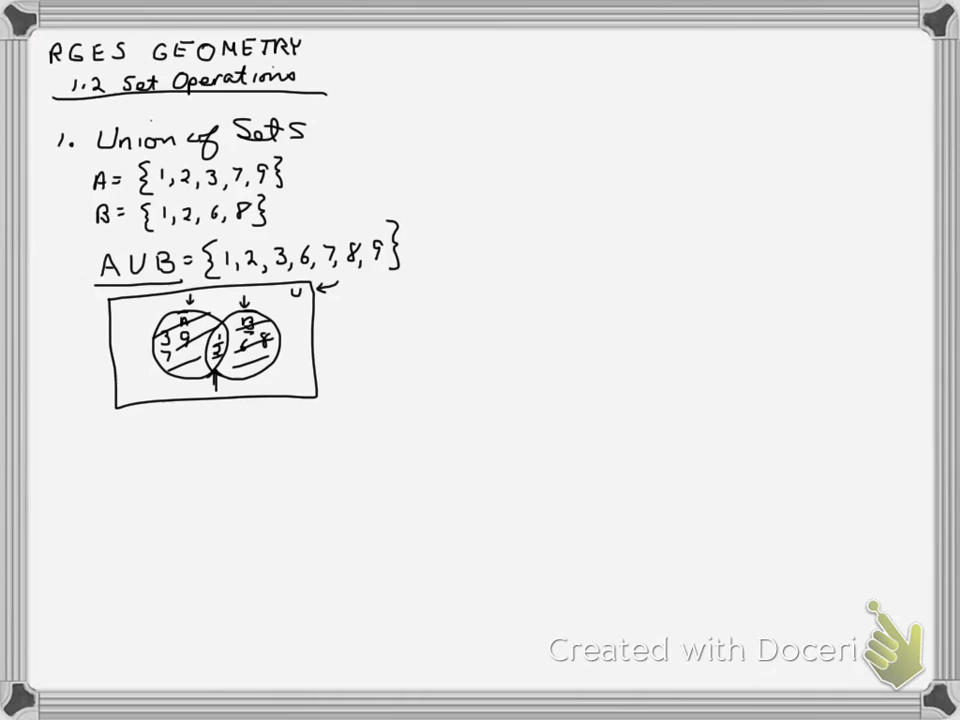 RGES GEOMETRY
1.2 Set Operations
1. Union of Sets
A = {1, 2, 3, 7, 9}
B = {1, 2, 6, 8}
A U B = {1, 2, 3, 6, 7, 8, 9}
U
A B
3 9 1 6 8
7 2
Created with Doceri